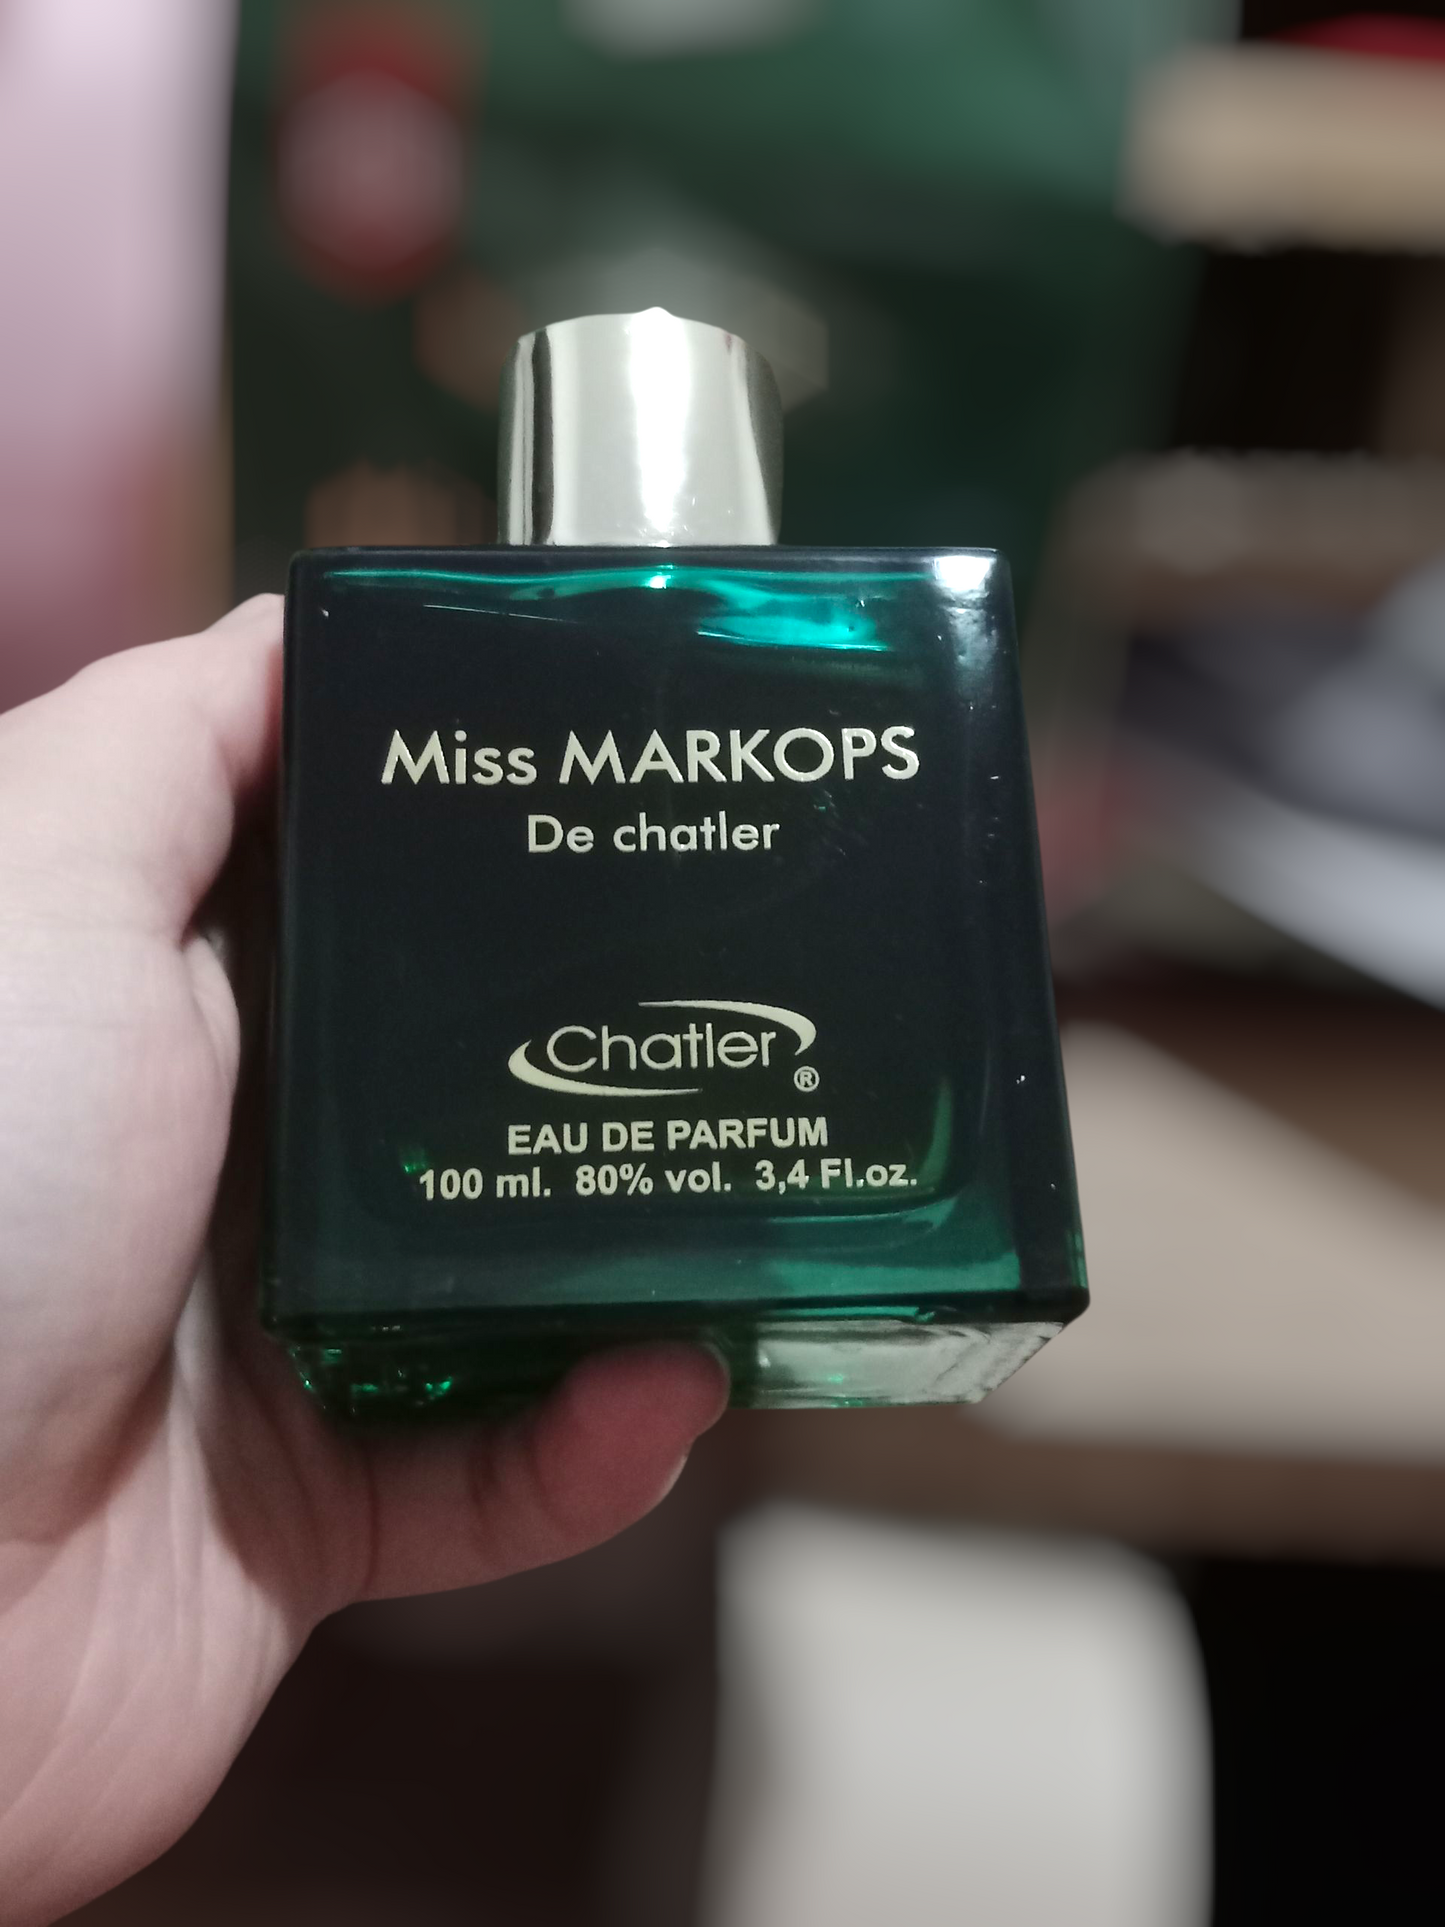 Miss MARKOPS
De chatler
Chatler
®
EAU DE PARFUM
100 ml. 80% vol. 3,4 Fl.oz.